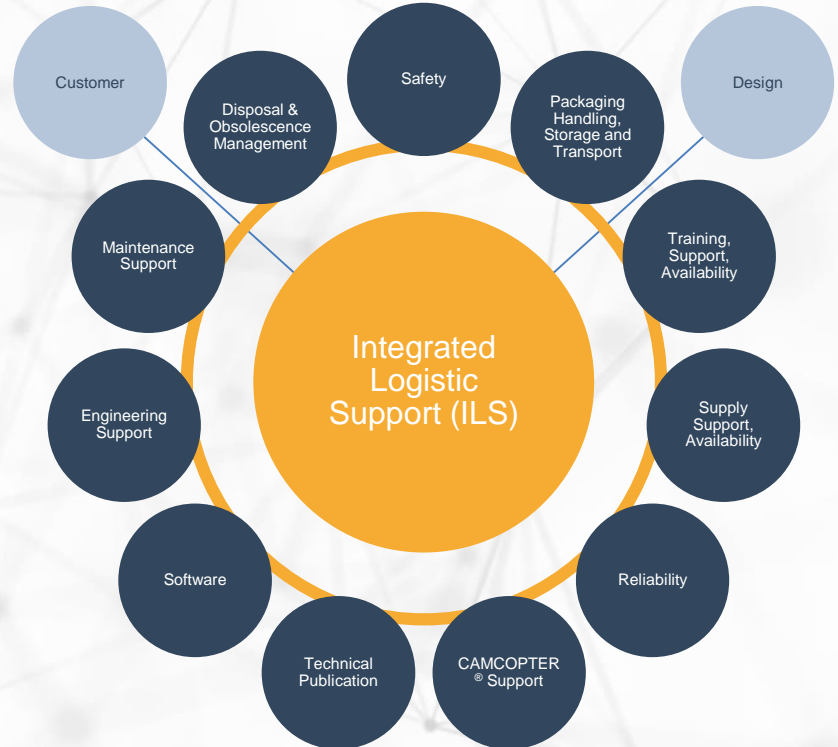 Customer
Safety
Design
Disposal &
Obsolescence
Management
Packaging
Handling,
Storage and
Transport
Maintenance
Support
Training,
Support,
Availability
Integrated
Logistic
Support (ILS)
Engineering
Support
Supply
Support,
Availability
Software
Reliability
Technical
Publication
CAMCOPTER
® Support